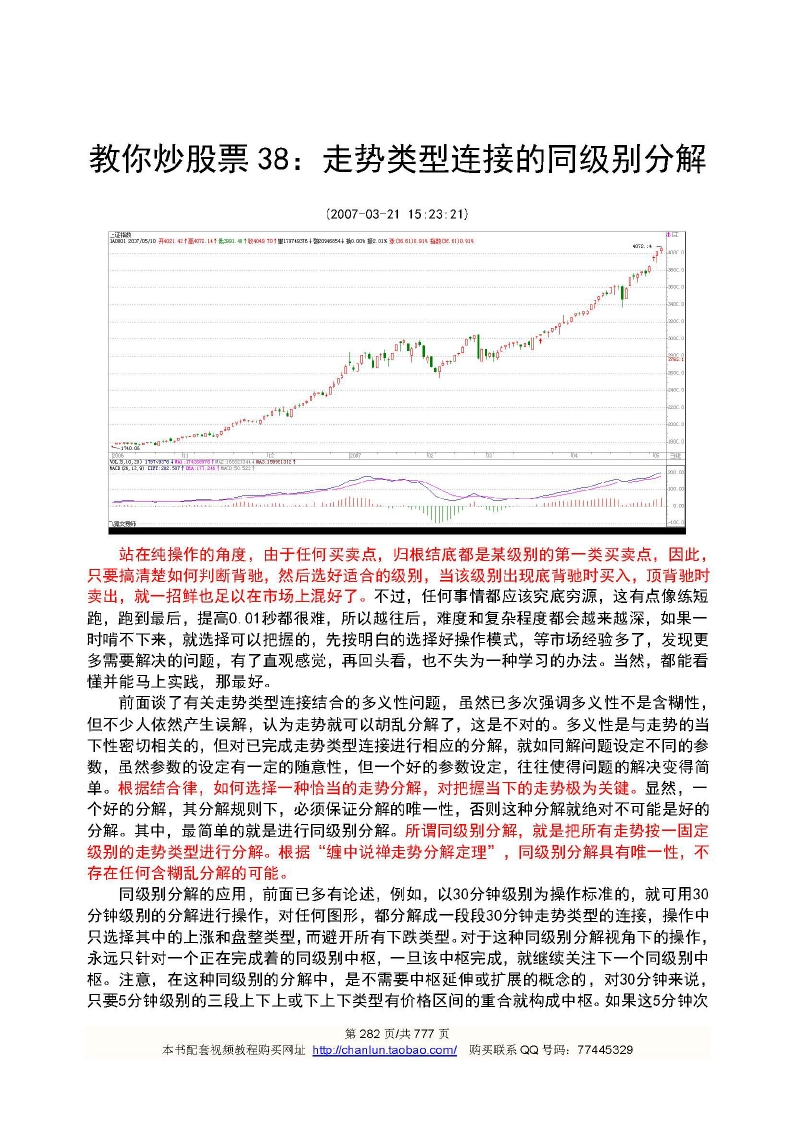 教你炒股票 38：走势类型连接的同级别分解
(2007-03-21 15:23:21)
上证指数
4072.14
1740.05
2006 11 12 2007 02 03 04 05 日线
站在纯操作的角度，由于任何买卖点，归根结底都是某级别的第一类买卖点，因此，
只要搞清楚如何判断背驰，然后选好适合的级别，当该级别出现底背驰时买入，顶背驰时
卖出，就一招鲜也足以在市场上混好了。不过，任何事情都应该究底穷源，这有点像练短
跑，跑到最后，提高0.01秒都很难，所以越往后，难度和复杂程度都会越来越深，如果一
时啃不下来，就选择可以把握的，先按明白的选择好操作模式，等市场经验多了，发现更
多需要解决的问题，有了直观感觉，再回头看，也不失为一种学习的办法。当然，都能看
懂并能马上实践，那最好。
前面谈了有关走势类型连接结合的多义性问题，虽然已多次强调多义性不是含糊性，
但不少人依然产生误解，认为走势就可以胡乱分解了，这是不对的。多义性是与走势的当
下性密切相关的，但对已完成走势类型连接进行相应的分解，就如同解问题设定不同的参
数，虽然参数的设定有一定的随意性，但一个好的参数设定，往往使得问题的解决变得简
单。根据结合律，如何选择一种恰当的走势分解，对把握当下的走势极为关键。显然，一
个好的分解，其分解规则下，必须保证分解的唯一性，否则这种分解就绝对不可能是好的
分解。其中，最简单的就是进行同级别分解。所谓同级别分解，就是把所有走势按一固定
级别的走势类型进行分解。根据“缠中说禅走势分解定理”，同级别分解具有唯一性，不
存在任何含糊乱分解的可能。
同级别分解的应用，前面已多有论述，例如，以30分钟级别为操作标准的，就可用30
分钟级别的分解进行操作，对任何图形，都分解成一段段30分钟走势类型的连接，操作中
只选择其中的上涨和盘整类型，而避开所有下跌类型。对于这种同级别分解视角下的操作，
永远只针对一个正在完成着的同级别中枢，一旦该中枢完成，就继续关注下一个同级别中
枢。注意，在这种同级别的分解中，是不需要中枢延伸或扩展的概念的，对30分钟来说，
只要5分钟级别的三段上下上或下上下类型有价格区间的重合就构成中枢。如果这5分钟次
第 282 页/共 777 页
本书配套视频教程购买网址 http://chanlun.taobao.com/ 购买联系 QQ 号码：77445329